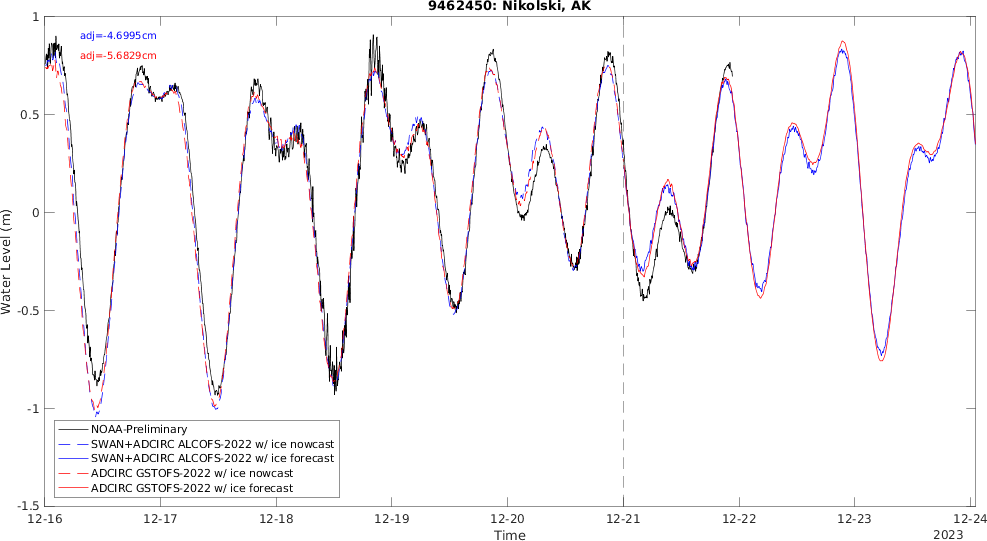 9462450: Nikolski, AK
adj=-4.6995cm
adj=-5.6829cm
Water Level (m)
1
0.5
0
-0.5
-1
-1.5
NOAA-Preliminary
SWAN+ADCIRC ALCOFS-2022 w/ ice nowcast
SWAN+ADCIRC ALCOFS-2022 w/ ice forecast
ADCIRC GSTOFS-2022 w/ ice nowcast
ADCIRC GSTOFS-2022 w/ ice forecast
12-16 12-17 12-18 12-19 12-20 12-21 12-22 12-23 12-24
Time
2023